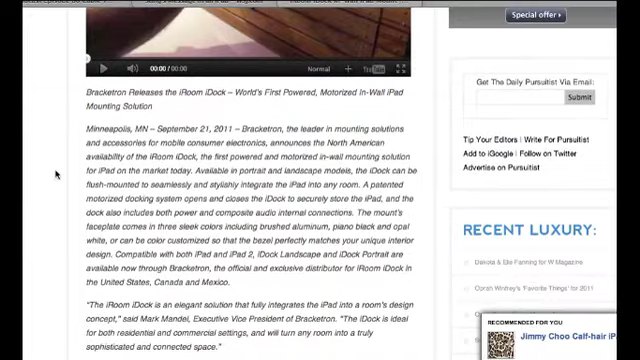 Special offer ›
00:00 / 00:00
Normal
YouTube
Bracketron Releases the iRoom iDock – World's First Powered, Motorized In-Wall iPad
Mounting Solution
Minneapolis, MN – September 21, 2011 – Bracketron, the leader in mounting solutions
and accessories for mobile consumer electronics, announces the North American
availability of the iRoom iDock, the first powered and motorized in-wall mounting solution
for iPad on the market today. Available in portrait and landscape models, the iDock can be
flush-mounted to seamlessly and stylishly integrate the iPad into any room. A patented
motorized docking system opens and closes the iDock to securely store the iPad, and the
dock also includes both power and composite audio internal connections. The mount's
faceplate comes in three sleek colors including brushed aluminum, piano black and opal
white, or can be color customized so that the bezel perfectly matches your unique interior
design. Compatible with both iPad and iPad 2, iDock Landscape and iDock Portrait are
available now through Bracketron, the official and exclusive distributor for iRoom iDock in
the United States, Canada and Mexico.
"The iRoom iDock is an elegant solution that fully integrates the iPad into a room's design
concept," said Mark Mandel, Executive Vice President of Bracketron. "The iDock is ideal
for both residential and commercial settings, and will turn any room into a truly
sophisticated and connected space."
Get The Daily Pursuitist Via Email:
Submit
Tip Your Editors | Write For Pursuitist
Add to iGoogle | Follow on Twitter
Advertise on Pursuitist
RECENT LUXURY:
Dakota & Elle Fanning for W Magazine
Oprah Winfrey's 'Favorite Things' for 2011
RECOMMENDED FOR YOU
Jimmy Choo Calf-hair iP